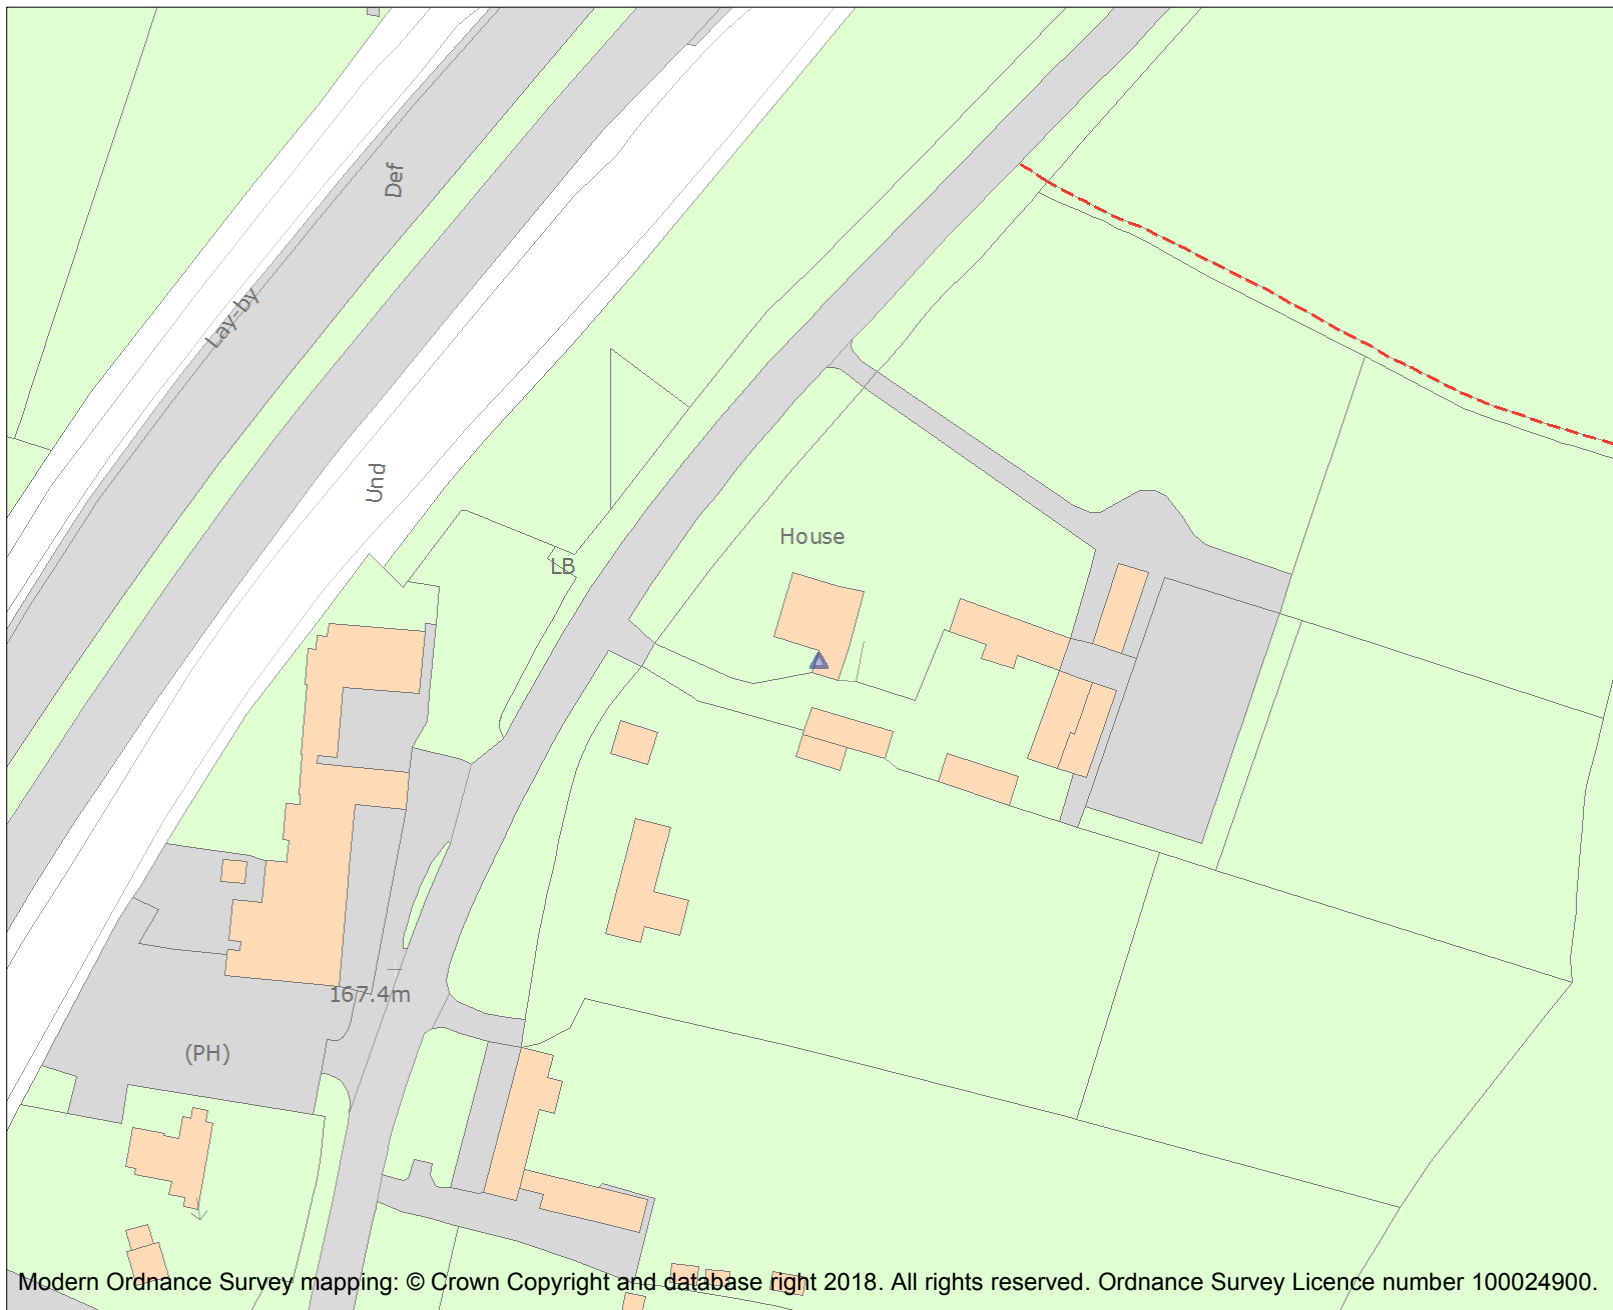 Def
Lay-by
Und
House
LB
167.4m
(PH)
Modern Ordnance Survey mapping: © Crown Copyright and database right 2018. All rights reserved. Ordnance Survey Licence number 100024900.